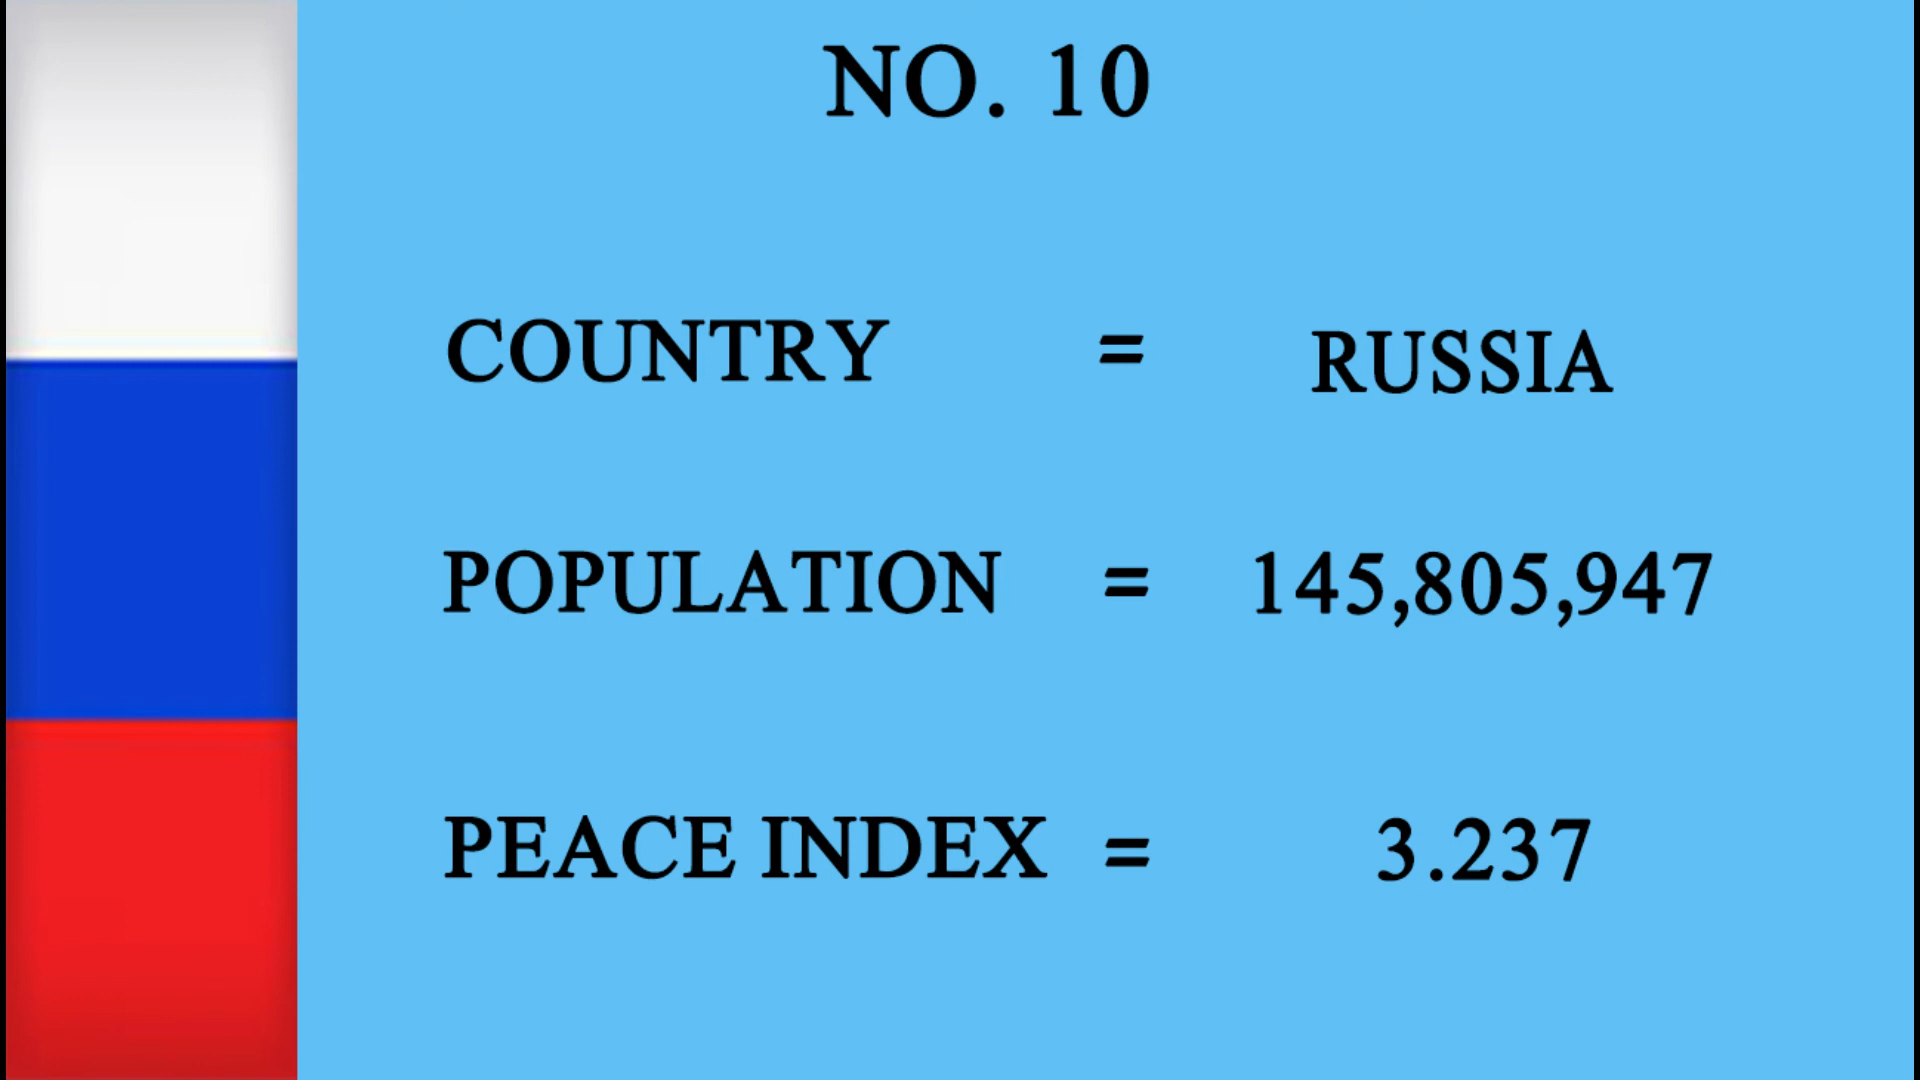 NO. 10
COUNTRY = RUSSIA
POPULATION = 145,805,947
PEACE INDEX = 3.237